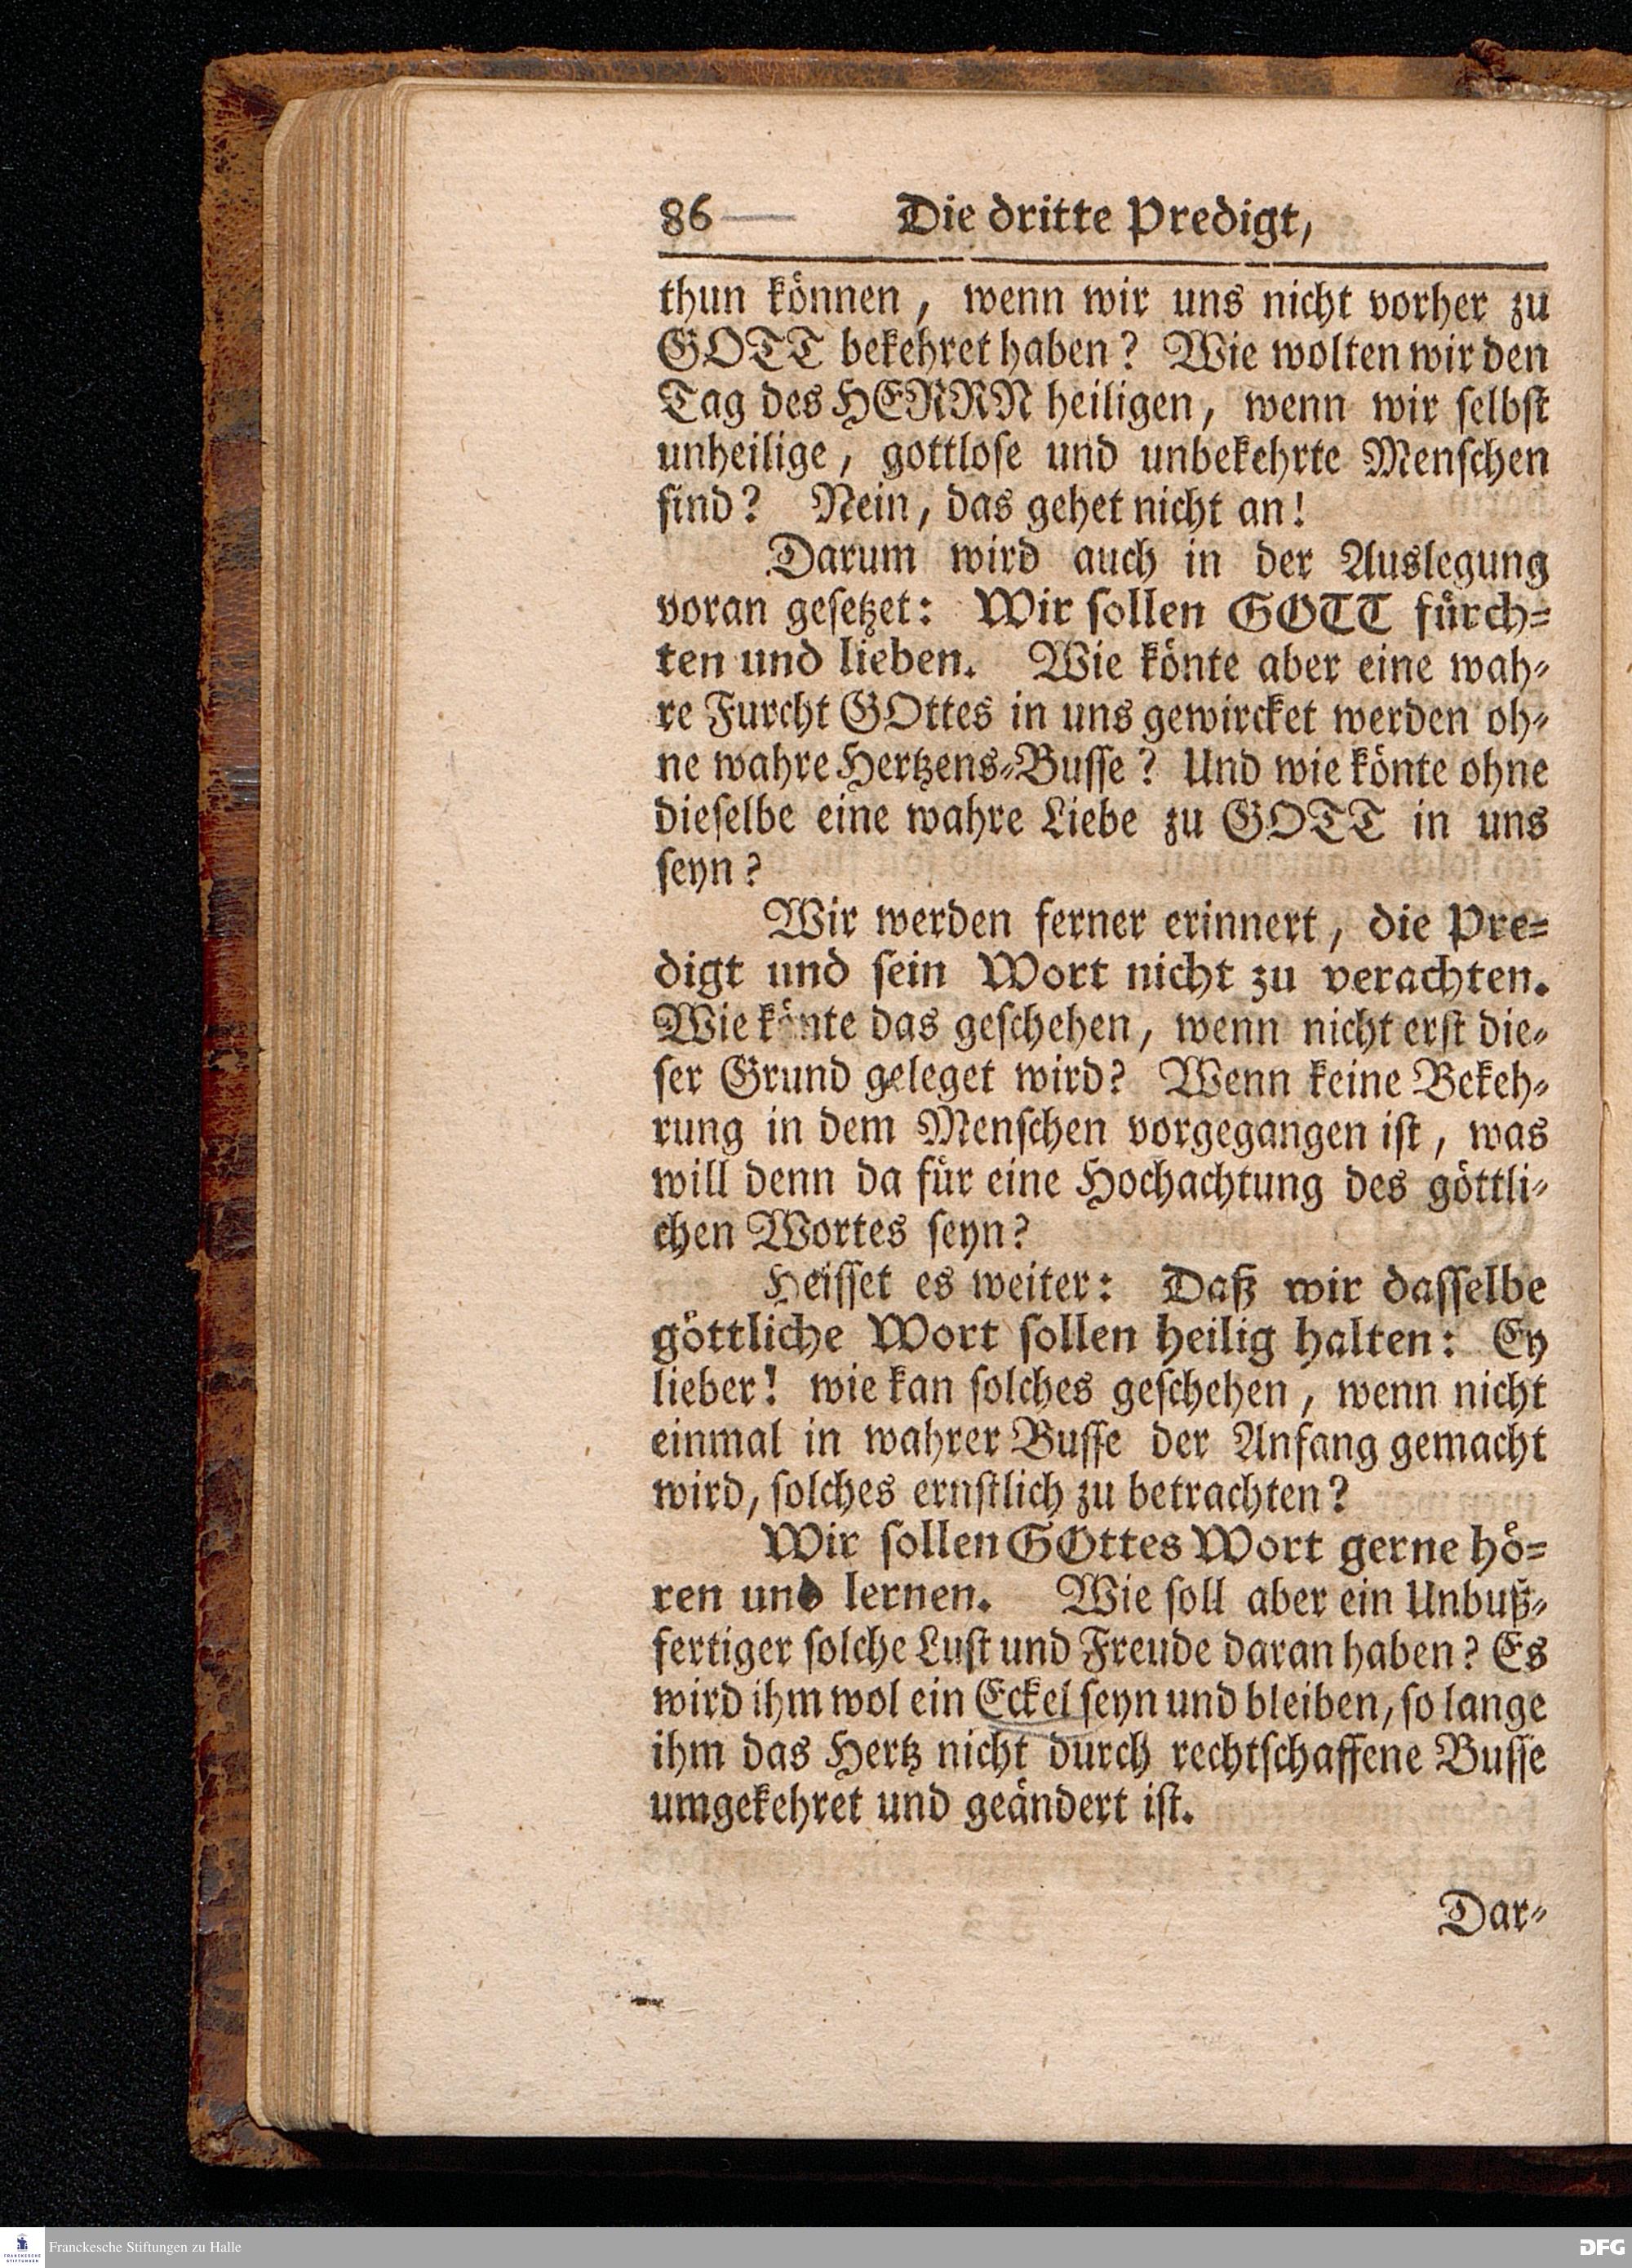 86 Die dritte Predigt,
thun können, wenn wir uns nicht vorher zu
GOTT bekehret haben? Wie wolten wir den
Tag des HERRN heiligen, wenn wir ſelbſt
unheilige, gottloſe und unbekehrte Menſchen
ſind? Nein, das gehet nicht an!
Darum wird auch in der Auslegung
voran geſetzet: Wir ſollen GOTT fürch⸗
ten und lieben. Wie könte aber eine wah⸗
re Furcht GOttes in uns gewircket werden oh⸗
ne wahre Hertzens⸗Buſſe? Und wie könte ohne
dieſelbe eine wahre Liebe zu GOTT in uns
ſeyn?
Wir werden ferner erinnert, die Pre⸗
digt und ſein Wort nicht zu verachten.
Wie könte das geſchehen, wenn nicht erſt die⸗
ſer Grund geleget wird? Wenn keine Bekeh⸗
rung in dem Menſchen vorgegangen iſt, was
will denn da für eine Hochachtung des göttli⸗
chen Wortes ſeyn?
Heiſſet es weiter: Daß wir daſſelbe
göttliche Wort ſollen heilig halten: Ey
lieber! wie kan ſolches geſchehen, wenn nicht
einmal in wahrer Buſſe der Anfang gemacht
wird, ſolches ernſtlich zu betrachten?
Wir ſollen GOttes Wort gerne hö⸗
ren und lernen. Wie ſoll aber ein Unbuß⸗
fertiger ſolche Luſt und Freude daran haben? Es
wird ihm wol ein Eckel ſeyn und bleiben, ſo lange
ihm das Hertz nicht durch rechtſchaffene Buſſe
umgekehret und geändert iſt.
Dar⸗
FRANCKESCHE
STIFTUNGEN
Franckesche Stiftungen zu Halle
DFG